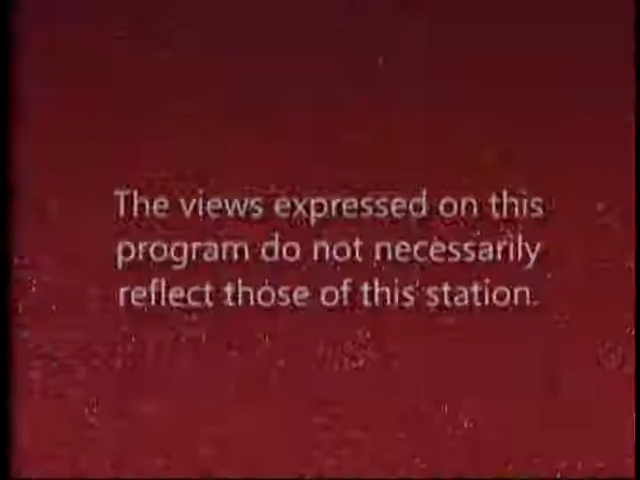 The views expressed on this
program do not necessarily
reflect those of this station.